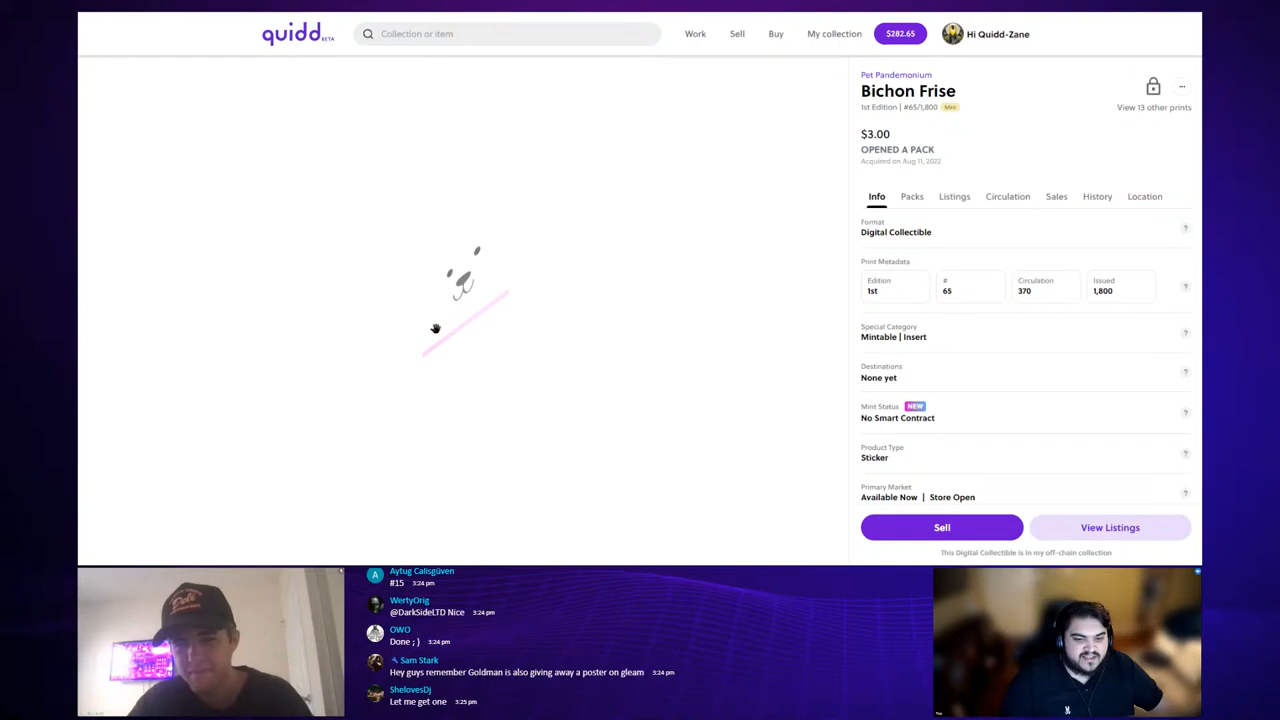 quidd BETA
Collection or item
Work
Sell
Buy
My collection
$282.65
Hi Quidd-Zane
Pet Pandemonium
Bichon Frise
1st Edition | #65/1,800 Mint
View 13 other prints
$3.00
OPENED A PACK
Acquired on Aug 11, 2022
Info
Packs
Listings
Circulation
Sales
History
Location
Format
Digital Collectible
?
Print Metadata
Edition
1st
#
65
Circulation
370
Issued
1,800
?
Special Category
Mintable | Insert
?
Destinations
None yet
?
Mint Status NEW
No Smart Contract
?
Product Type
Sticker
?
Primary Market
Available Now | Store Open
?
Sell
View Listings
This Digital Collectible is in my off-chain collection
A
Aytug Calisgüven
#15 3:24 pm
WertyOrig
@DarkSideLTD Nice 3:24 pm
OWO
Done ; ) 3:24 pm
Sam Stark
Hey guys remember Goldman is also giving away a poster on gleam 3:24 pm
ShelovesDj
Let me get one 3:25 pm